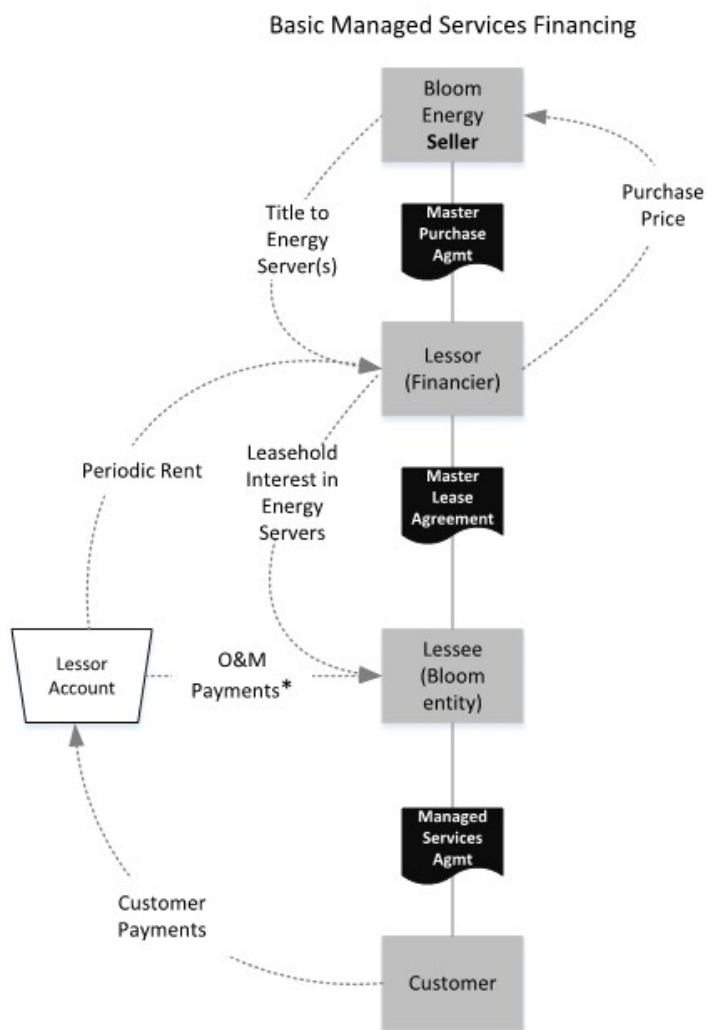 Basic Managed Services Financing
Bloom
Energy
Seller
Title to
Energy
Server(s)
Master
Purchase
Agmt
Purchase
Price
Lessor
(Financier)
Periodic Rent
Leasehold
Interest in
Energy
Servers
Master
Lease
Agreement
Lessor
Account
O&M
Payments*
Lessee
(Bloom
entity)
Managed
Services
Agmt
Customer
Payments
Customer